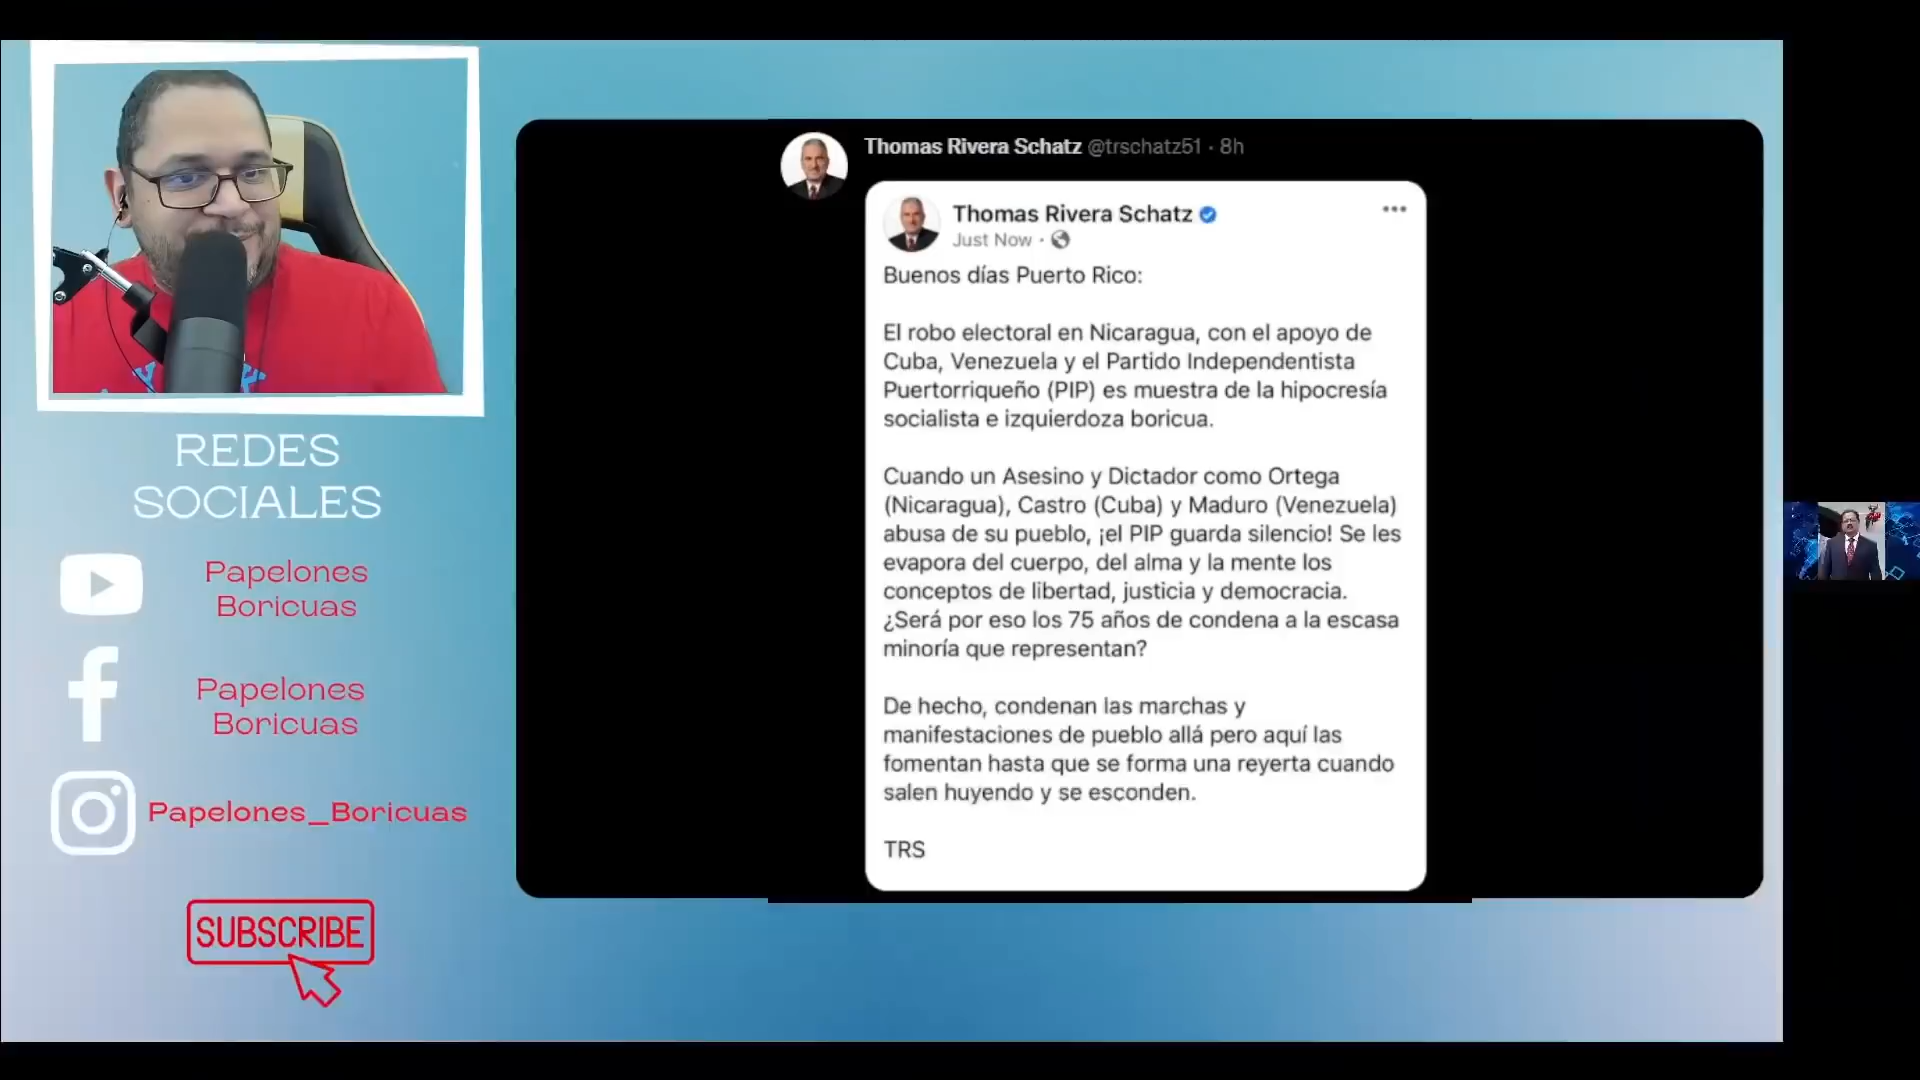 REDES
SOCIALES
Papelones
Boricuas
Papelones
Boricuas
Papelones_Boricuas
SUBSCRIBE
Thomas Rivera Schatz @trschatz51 · 8h
Thomas Rivera Schatz
Just Now ·
Buenos días Puerto Rico:
El robo electoral en Nicaragua, con el apoyo de
Cuba, Venezuela y el Partido Independentista
Puertorriqueño (PIP) es muestra de la hipocresía
socialista e izquierdoza boricua.
Cuando un Asesino y Dictador como Ortega
(Nicaragua), Castro (Cuba) y Maduro (Venezuela)
abusa de su pueblo, ¡el PIP guarda silencio! Se les
evapora del cuerpo, del alma y la mente los
conceptos de libertad, justicia y democracia.
¿Será por eso los 75 años de condena a la escasa
minoría que representan?
De hecho, condenan las marchas y
manifestaciones de pueblo allá pero aquí las
fomentan hasta que se forma una reyerta cuando
salen huyendo y se esconden.
TRS